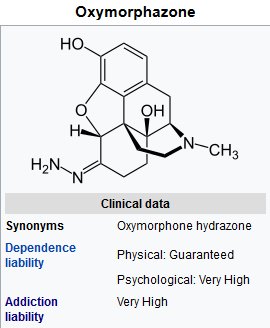 Oxymorphazone
HO
O
OH
H
N
CH3
H2N
N
Clinical data
Synonyms Oxymorphone hydrazone
Dependence Physical: Guaranteed
liability
Psychological: Very High
Addiction Very High
liability